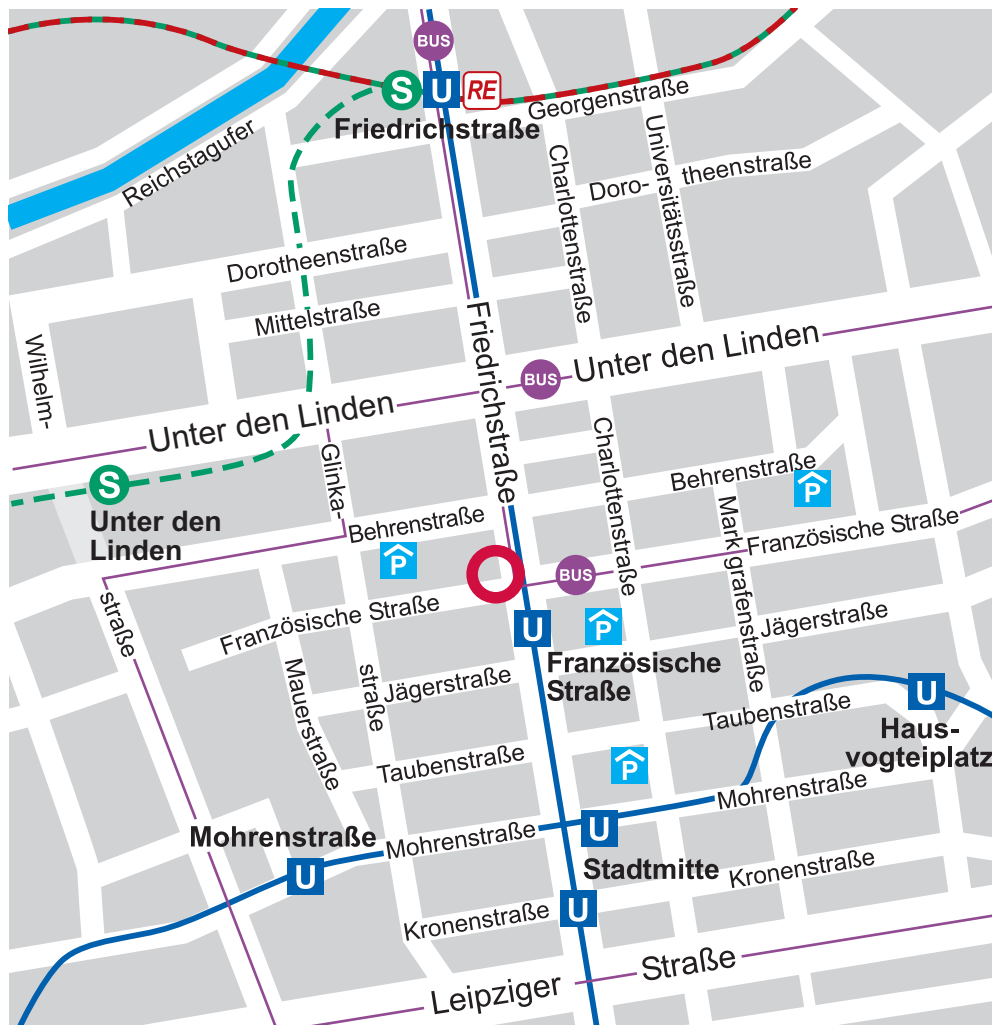 BUS
S
U
RE
Friedrichstraße
Georgenstraße
Reichstagufer
Charlottenstraße
Universitätsstraße
Doro-
theenstraße
Dorotheenstraße
Mittelstraße
Friedrichstraße
Wilhelm-
Unter den Linden
BUS
Unter den Linden
Glinka-
Charlottenstraße
Behrenstraße
P
S
Unter den
Linden
Behrenstraße
P
Markgrafenstraße
Französische Straße
BUS
straße
Französische Straße
U
P
Jägerstraße
Französische
Straße
Mauerstraße
straße
Jägerstraße
U
Taubenstraße
Haus-
vogteiplatz
Taubenstraße
P
Mohrenstraße
Mohrenstraße
Mohrenstraße
U
Stadtmitte
U
Kronenstraße
Kronenstraße
U
Leipziger
Straße